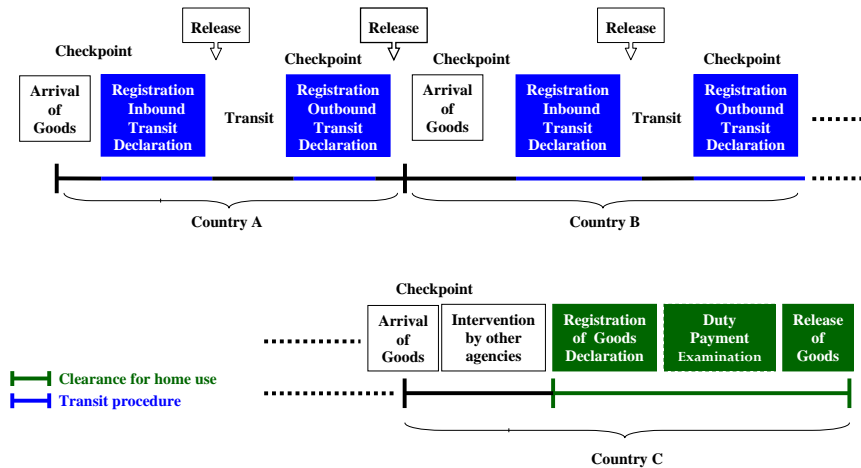 Release
Release
Release
Checkpoint
Checkpoint
Checkpoint
Checkpoint
Arrival
of
Goods
Registration
Inbound
Transit
Declaration
Transit
Registration
Outbound
Transit
Declaration
Arrival
of
Goods
Registration
Inbound
Transit
Declaration
Transit
Registration
Outbound
Transit
Declaration
Country A
Country B
Checkpoint
Arrival
of
Goods
Intervention
by other
agencies
Registration
of Goods
Declaration
Duty
Payment
Examination
Release
of
Goods
Clearance for home use
Transit procedure
Country C